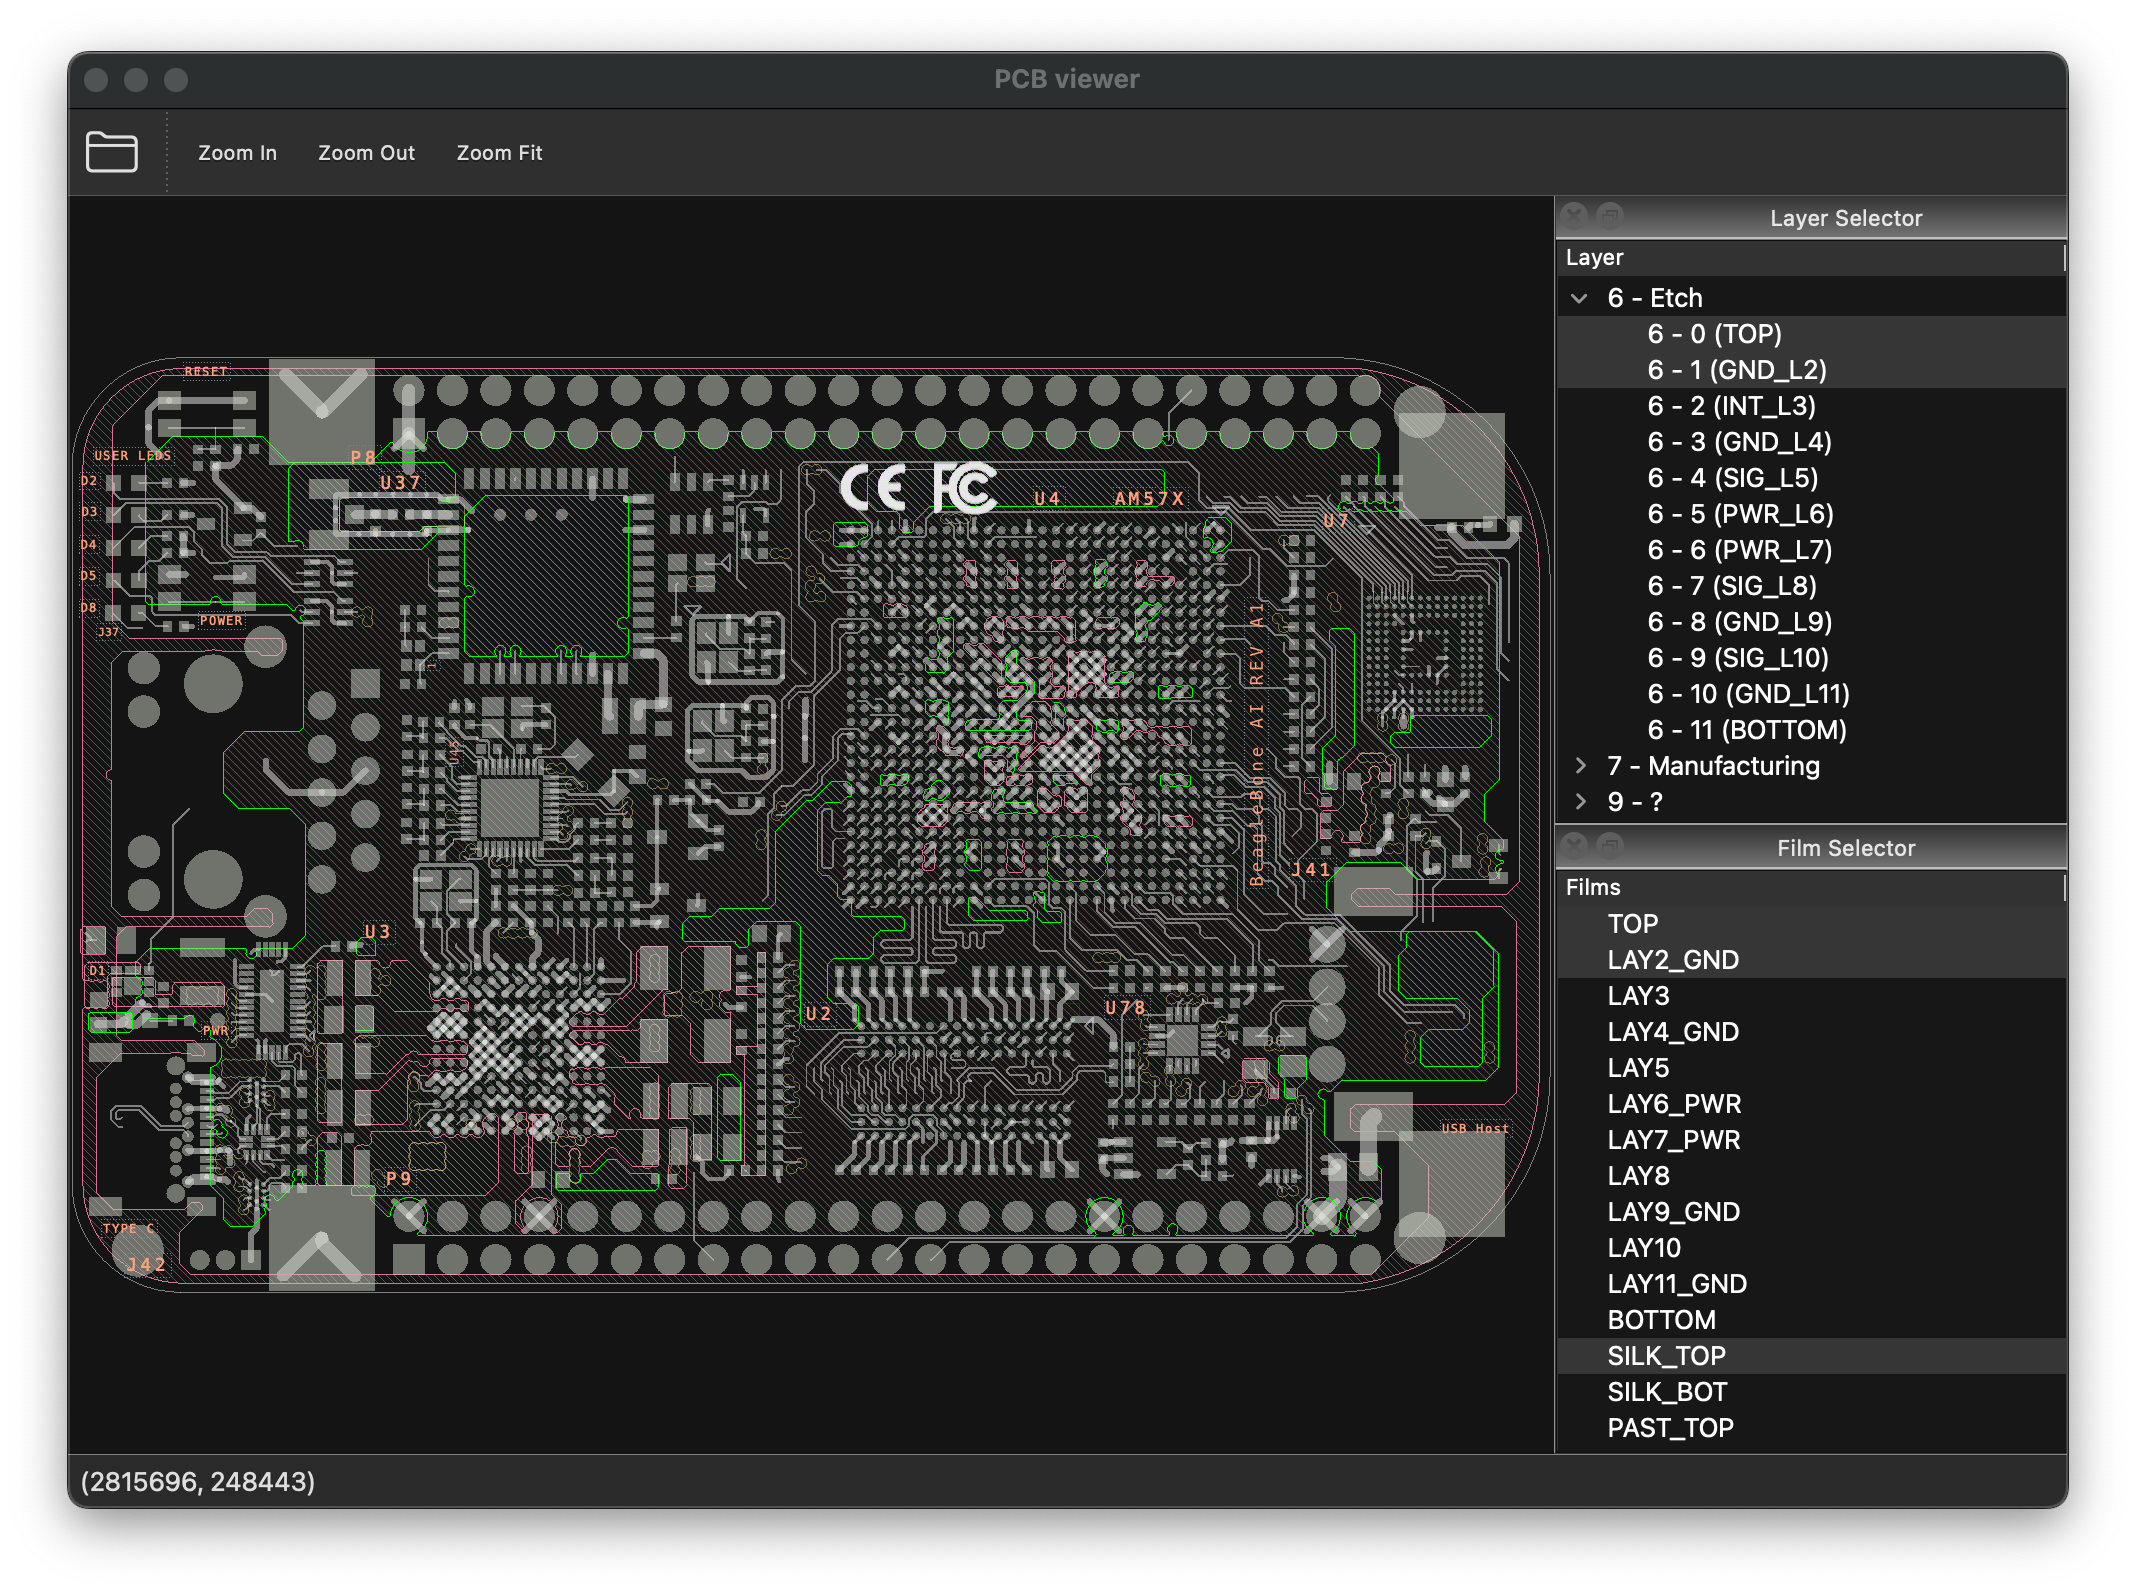 PCB viewer
Zoom In
Zoom Out
Zoom Fit
Layer Selector
Layer
6 - Etch
6 - 0 (TOP)
6 - 1 (GND_L2)
6 - 2 (INT_L3)
6 - 3 (GND_L4)
6 - 4 (SIG_L5)
6 - 5 (PWR_L6)
6 - 6 (PWR_L7)
6 - 7 (SIG_L8)
6 - 8 (GND_L9)
6 - 9 (SIG_L10)
6 - 10 (GND_L11)
6 - 11 (BOTTOM)
7 - Manufacturing
9 - ?
Film Selector
Films
TOP
LAY2_GND
LAY3
LAY4_GND
LAY5
LAY6_PWR
LAY7_PWR
LAY8
LAY9_GND
LAY10
LAY11_GND
BOTTOM
SILK_TOP
SILK_BOT
PAST_TOP
RESET
USER LEDS
P8
U37
D2
D3
D4
D5
D8
J37
POWER
CE FC
U4
AM57X
U7
BeagleBone AI REV A1
J41
U3
D1
PWR
U2
U78
USB Host
P9
TYPE C
J42
(2815696, 248443)